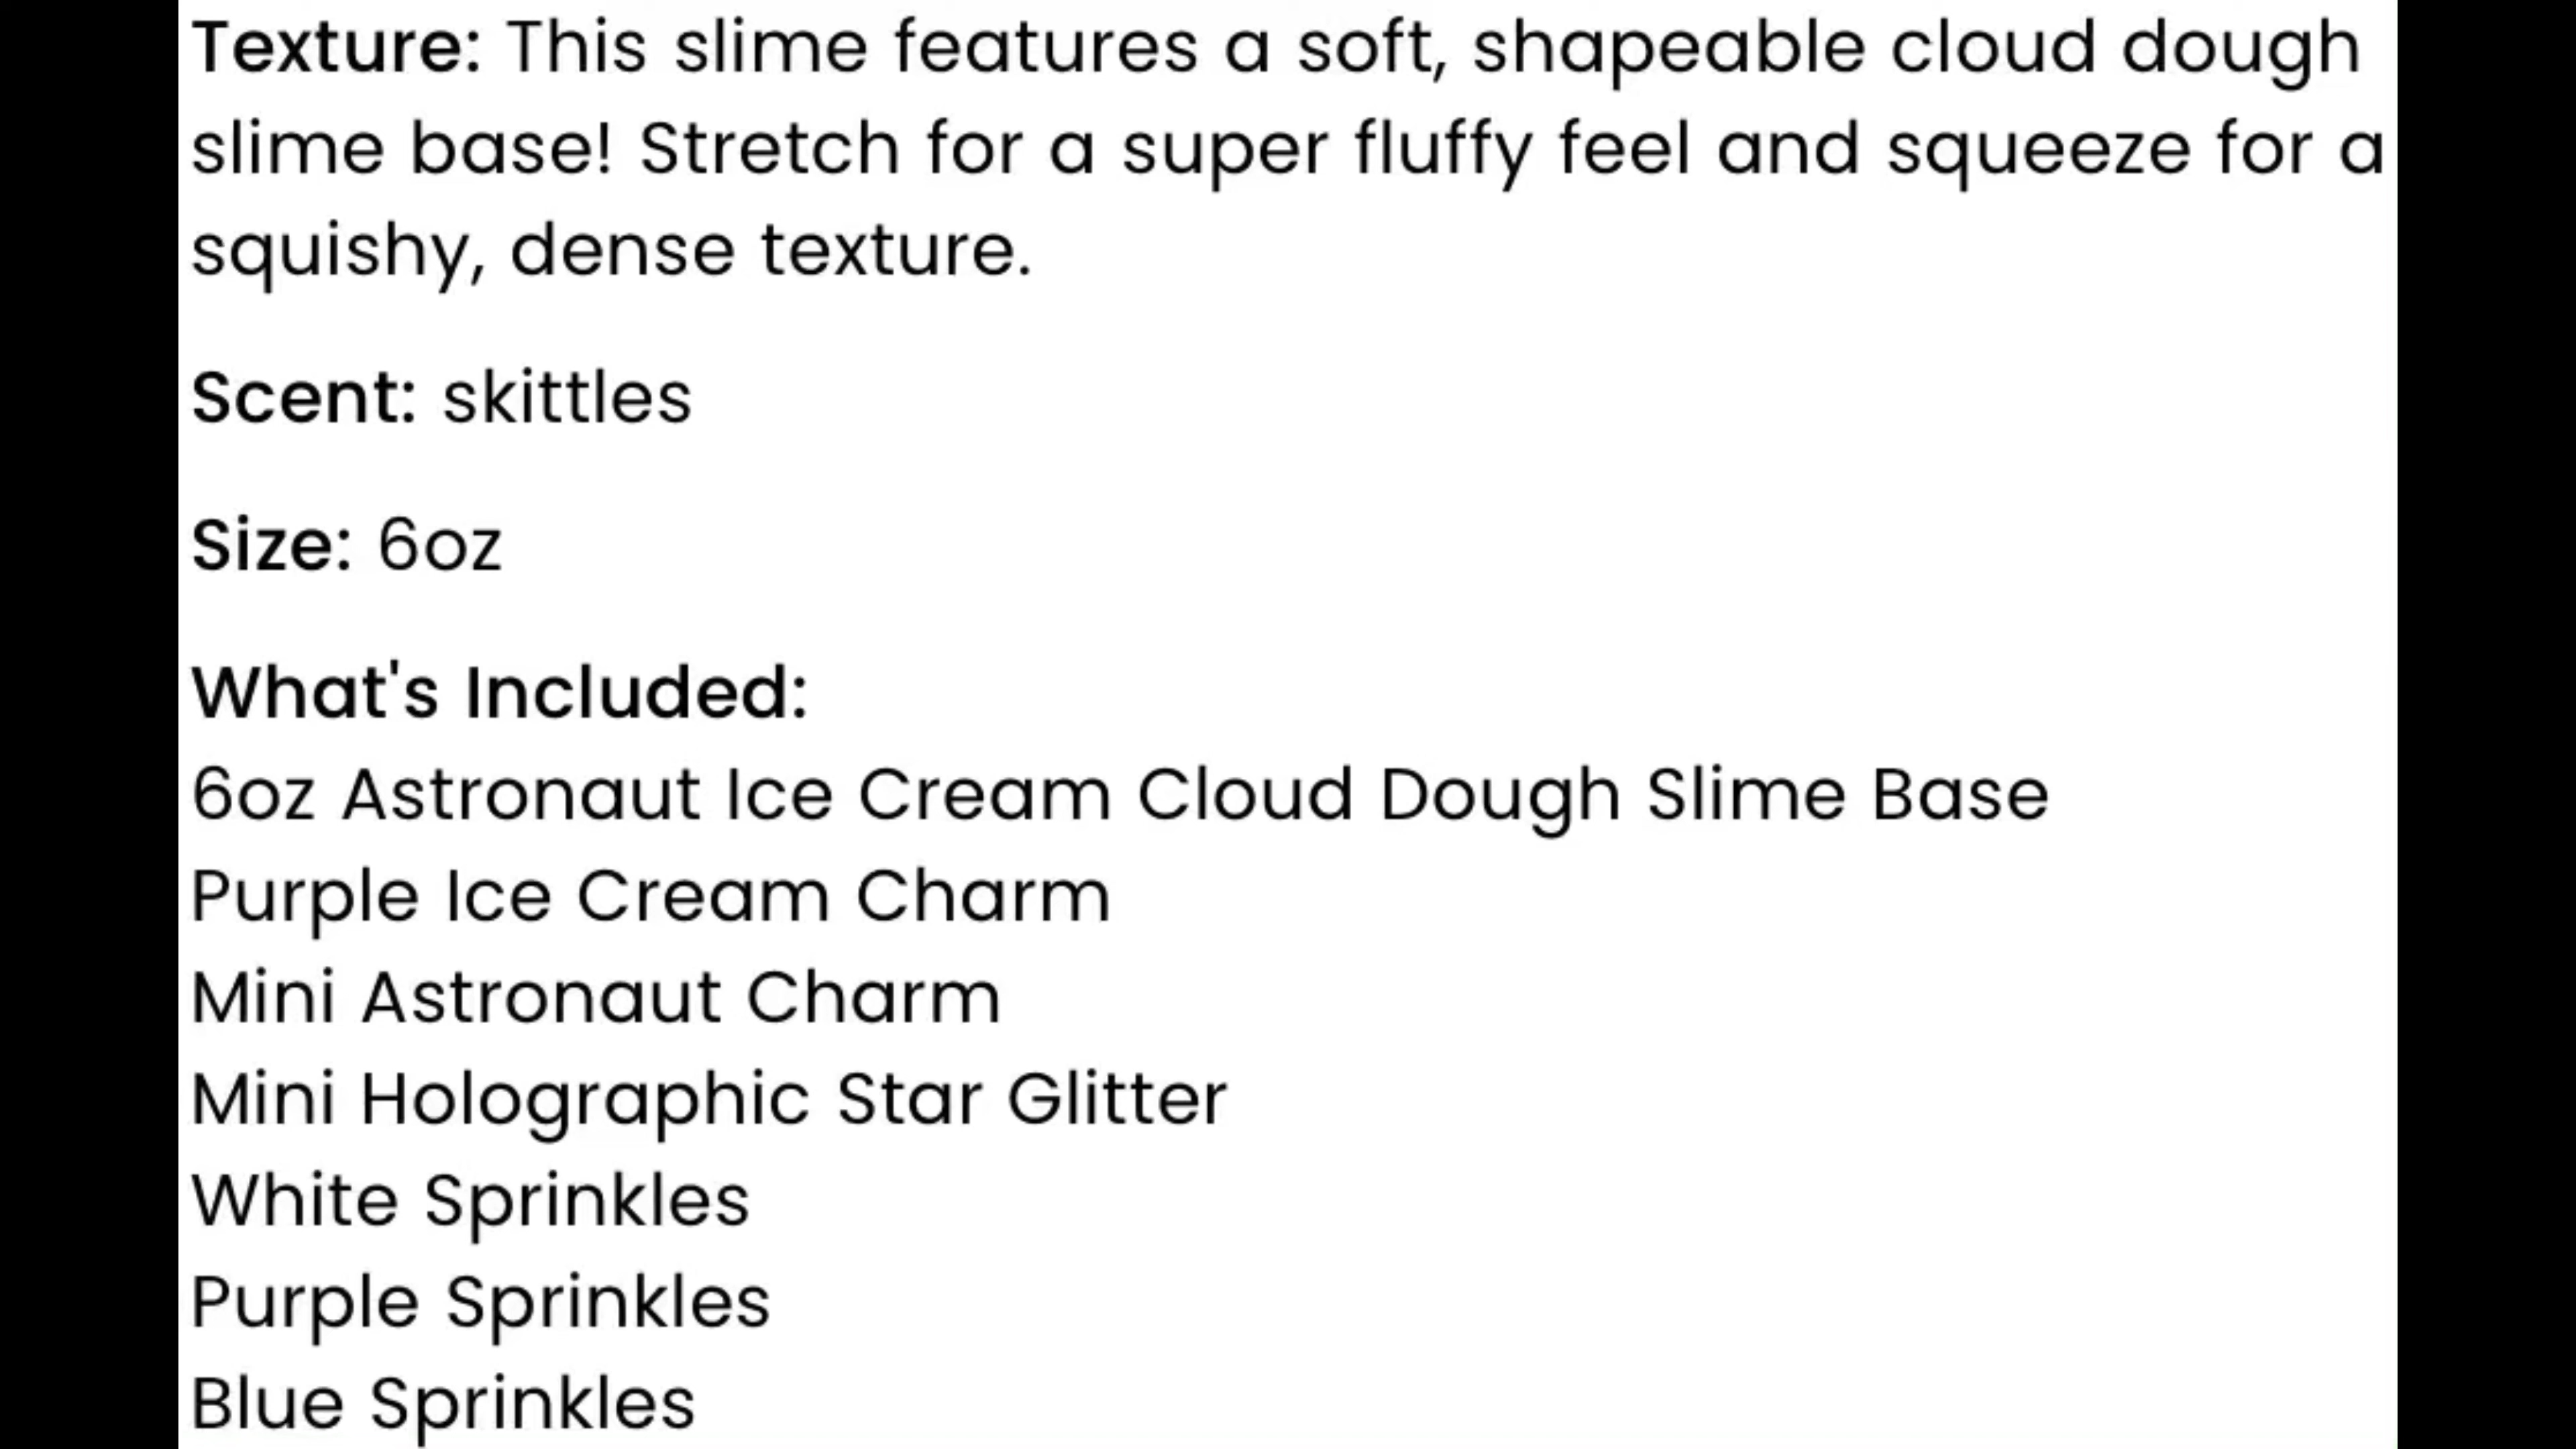 Texture: This slime features a soft, shapeable cloud dough
slime base! Stretch for a super fluffy feel and squeeze for a
squishy, dense texture.
Scent: skittles
Size: 6oz
What's Included:
6oz Astronaut Ice Cream Cloud Dough Slime Base
Purple Ice Cream Charm
Mini Astronaut Charm
Mini Holographic Star Glitter
White Sprinkles
Purple Sprinkles
Blue Sprinkles